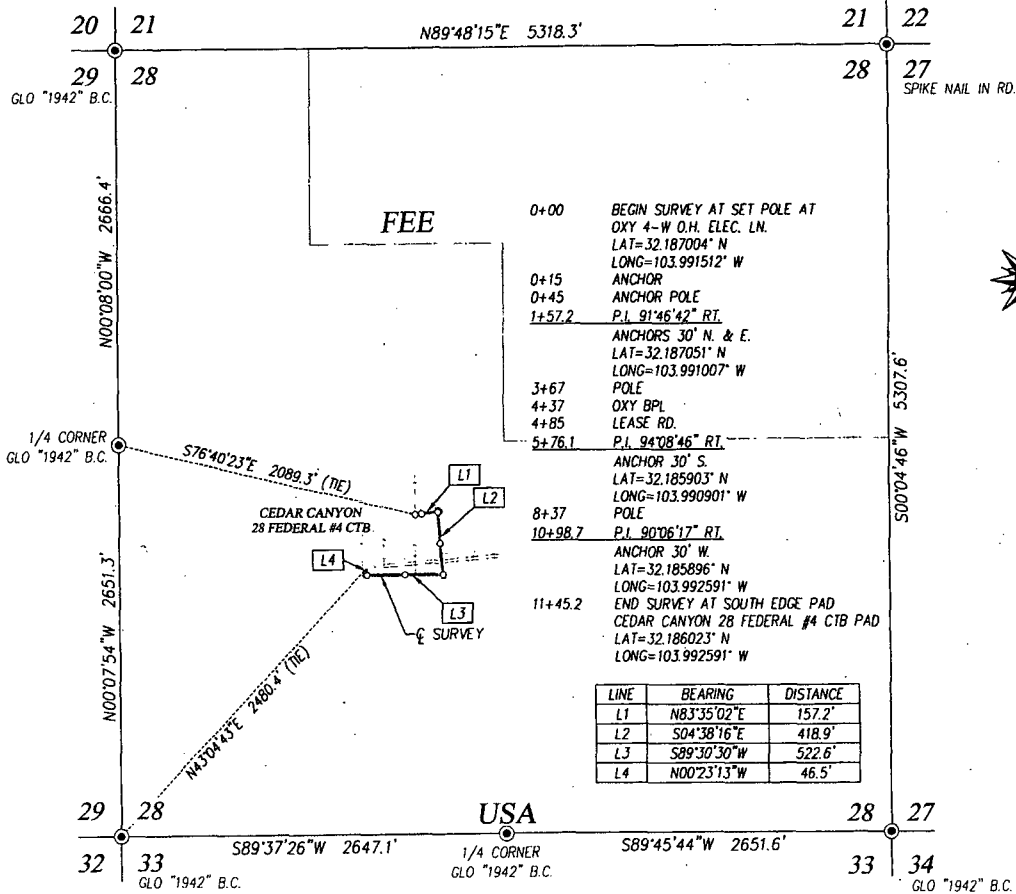 20 21
N89°48'15"E 5318.3'
21 22
29 28
GLO "1942" B.C.
28 27
SPIKE NAIL IN RD.
N00°08'00"W 2666.4'
FEE
0+00 BEGIN SURVEY AT SET POLE AT
OXY 4-W O.H. ELEC. LN.
LAT=32.187004° N
LONG=103.991512° W
0+15 ANCHOR
0+45 ANCHOR POLE
1+57.2 P.I. 91°46'42" RT.
ANCHORS 30' N. & E.
LAT=32.187051° N
LONG=103.991007° W
3+67 POLE
4+37 OXY BPL
4+85 LEASE RD.
5+76.1 P.I. 94°08'46" RT.
ANCHOR 30' S.
LAT=32.185903° N
LONG=103.990901° W
8+37 POLE
10+98.7 P.I. 90°06'17" RT.
ANCHOR 30' W.
LAT=32.185896° N
LONG=103.992591° W
11+45.2 END SURVEY AT SOUTH EDGE PAD
CEDAR CANYON 28 FEDERAL #4 CTB PAD
LAT=32.186023° N
LONG=103.992591° W
S00°04'46"W 5307.6'
1/4 CORNER
GLO "1942" B.C.
S76°40'23"E 2089.3' (TIE)
L1
L2
CEDAR CANYON
28 FEDERAL #4 CTB
L4
L3
℄ SURVEY
N00°07'54"W 2651.3'
N43°04'43"E 2480.4' (TIE)
LINE BEARING DISTANCE
L1 N83°35'02"E 157.2'
L2 S04°38'16"E 418.9'
L3 S89°30'30"W 522.6'
L4 N00°23'13"W 46.5'
29 28
USA
28 27
32 33
GLO "1942" B.C.
S89°37'26"W 2647.1'
1/4 CORNER
GLO "1942" B.C.
S89°45'44"W 2651.6'
33 34
GLO "1942" B.C.